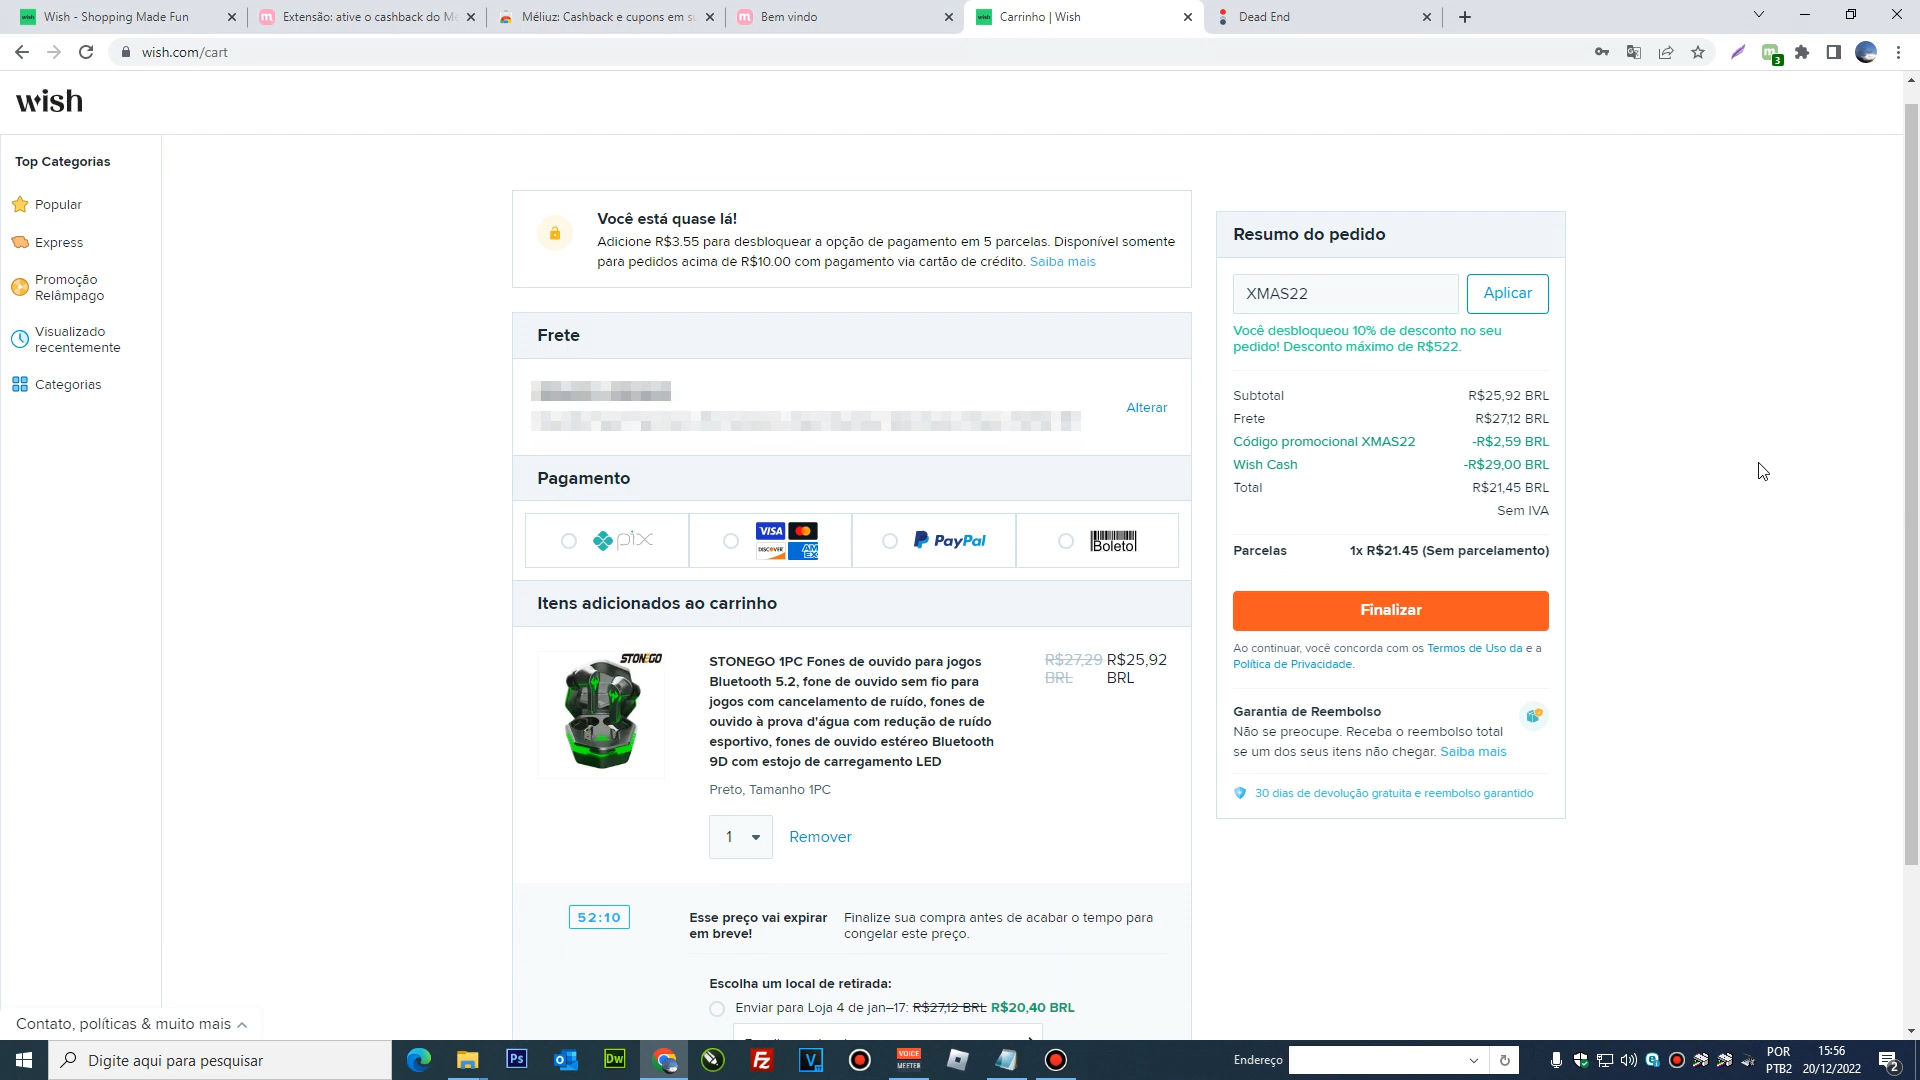 Wish - Shopping Made Fun
Extensão: ative o cashback do Mé
Méliuz: Cashback e cupons em su
Bem vindo
Carrinho | Wish
Dead End
wish.com/cart
3
wish
Top Categorias
Popular
Express
Promoção
Relâmpago
Visualizado
recentemente
Categorias
Você está quase lá!
Adicione R$3.55 para desbloquear a opção de pagamento em 5 parcelas. Disponível somente
para pedidos acima de R$10.00 com pagamento via cartão de crédito. Saiba mais
Frete
Alterar
Pagamento
pix
VISA
DISCOVER
AM
EX
PayPal
Boleto
Itens adicionados ao carrinho
STONEGO
STONEGO 1PC Fones de ouvido para jogos
Bluetooth 5.2, fone de ouvido sem fio para
jogos com cancelamento de ruído, fones de
ouvido à prova d'água com redução de ruído
esportivo, fones de ouvido estéreo Bluetooth
9D com estojo de carregamento LED
R$27,29 R$25,92
BRL BRL
Preto, Tamanho 1PC
1
Remover
52:10
Esse preço vai expirar
em breve!
Finalize sua compra antes de acabar o tempo para
congelar este preço.
Escolha um local de retirada:
Enviar para Loja 4 de jan–17: R$27,12 BRL R$20,40 BRL
Resumo do pedido
XMAS22
Aplicar
Você desbloqueou 10% de desconto no seu
pedido! Desconto máximo de R$522.
Subtotal R$25,92 BRL
Frete R$27,12 BRL
Código promocional XMAS22 -R$2,59 BRL
Wish Cash -R$29,00 BRL
Total R$21,45 BRL
Sem IVA
Parcelas 1x R$21.45 (Sem parcelamento)
Finalizar
Ao continuar, você concorda com os Termos de Uso da e a
Política de Privacidade.
Garantia de Reembolso
Não se preocupe. Receba o reembolso total
se um dos seus itens não chegar. Saiba mais
30 dias de devolução gratuita e reembolso garantido
Contato, políticas & muito mais
Digite aqui para pesquisar
Ps
Dw
Fz
V
VOICE
MEETER
Endereço
POR
PTB2
15:56
20/12/2022
2